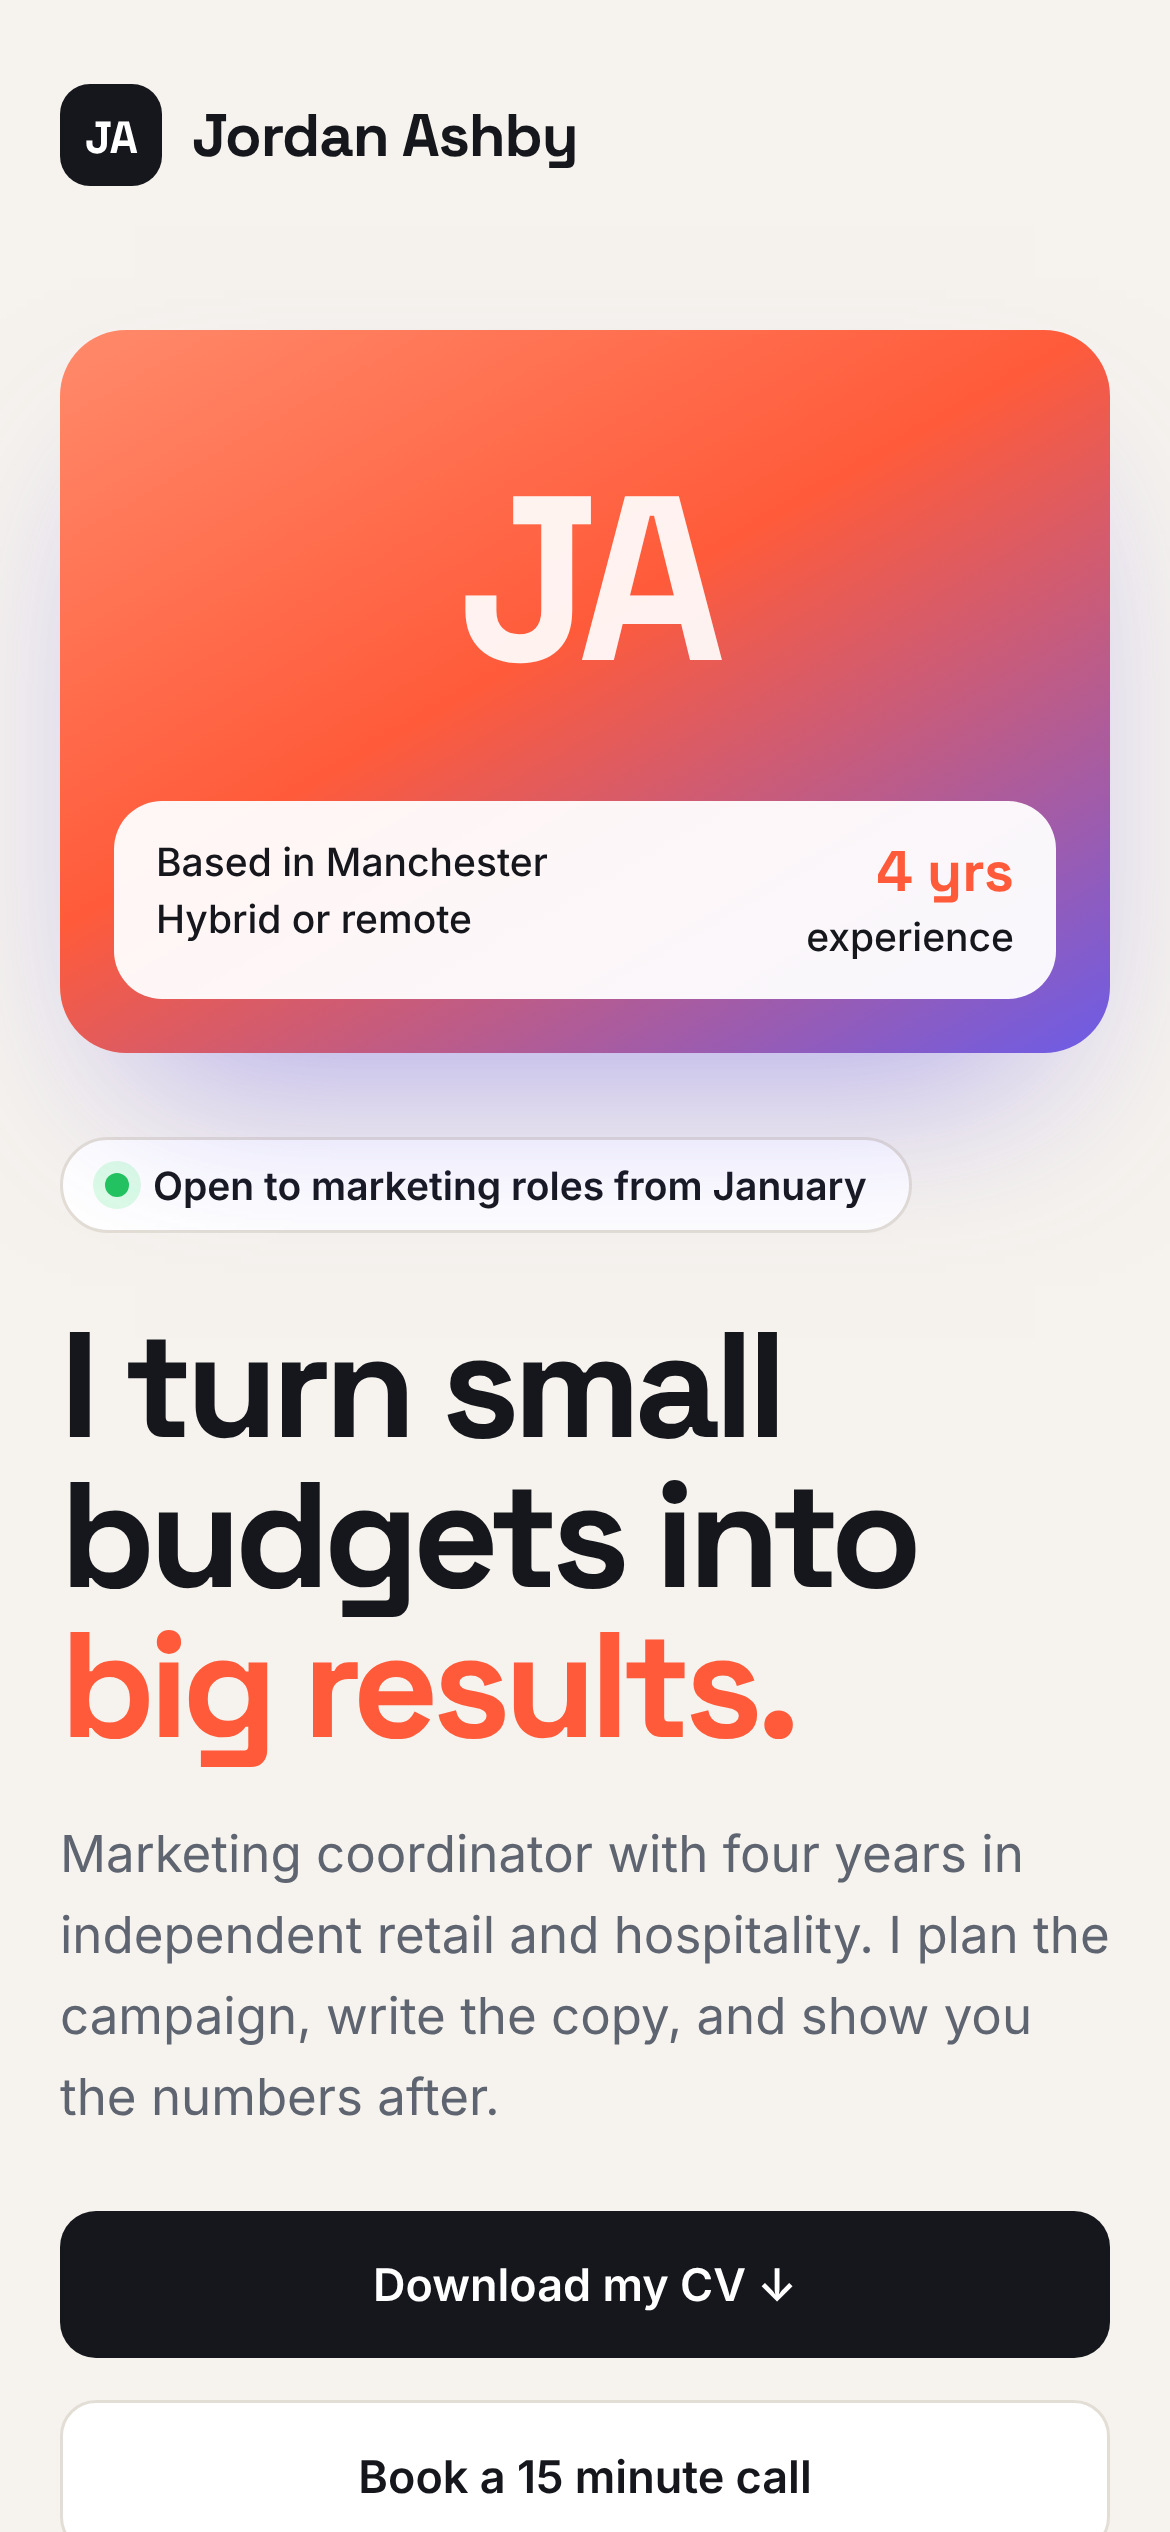 JA
Jordan Ashby
JA
Based in Manchester
Hybrid or remote
4 yrs
experience
Open to marketing roles from January
I turn small
budgets into
big results.
Marketing coordinator with four years in
independent retail and hospitality. I plan the
campaign, write the copy, and show you
the numbers after.
Download my CV ↓
Book a 15 minute call